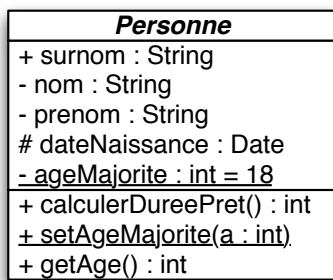 Personne
+ surnom : String
- nom : String
- prenom : String
# dateNaissance : Date
- ageMajorite : int = 18
+ calculerDureePret() : int
+ setAgeMajorite(a : int)
+ getAge() : int